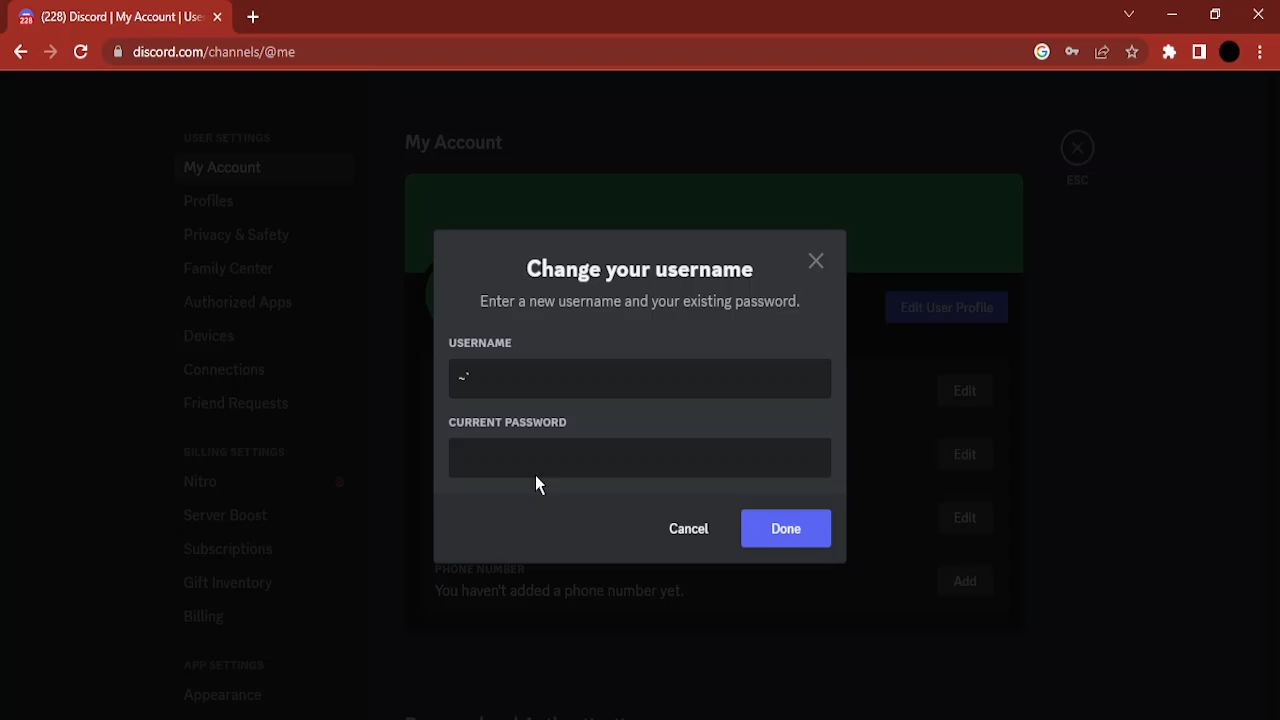 (228) Discord | My Account | Use
discord.com/channels/@me
USER SETTINGS
My Account
Profiles
Privacy & Safety
Family Center
Authorized Apps
Devices
Connections
Friend Requests
BILLING SETTINGS
Nitro
Server Boost
Subscriptions
Gift Inventory
Billing
APP SETTINGS
Appearance
My Account
ESC
Edit User Profile
Edit
Edit
Edit
PHONE NUMBER
You haven't added a phone number yet.
Add
Change your username
Enter a new username and your existing password.
USERNAME
~`
CURRENT PASSWORD
Cancel
Done